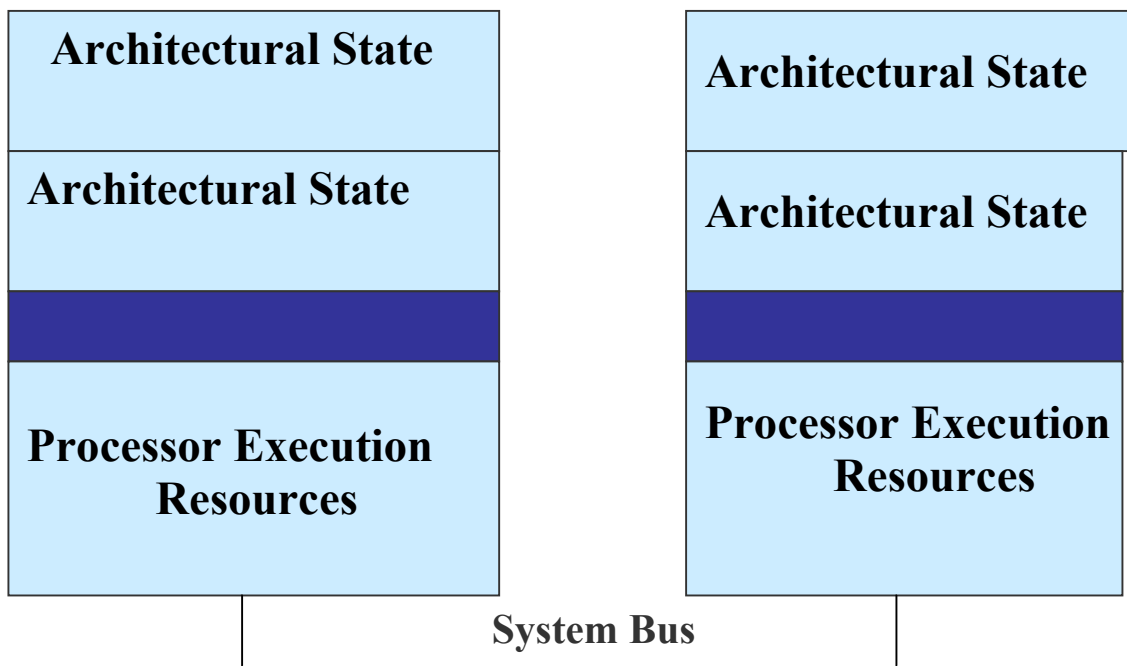 Architectural State
Architectural State
Processor Execution
Resources
Architectural State
Architectural State
Processor Execution
Resources
System Bus